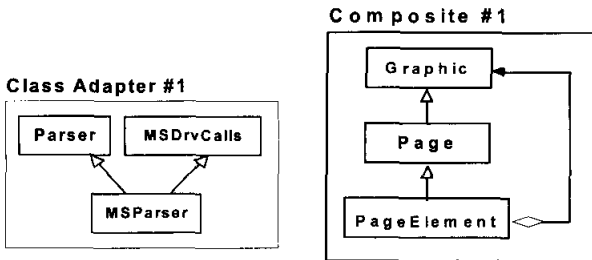 Composite #1
Graphic
Page
PageElement
Class Adapter #1
Parser
MSDrvCalls
MSParser